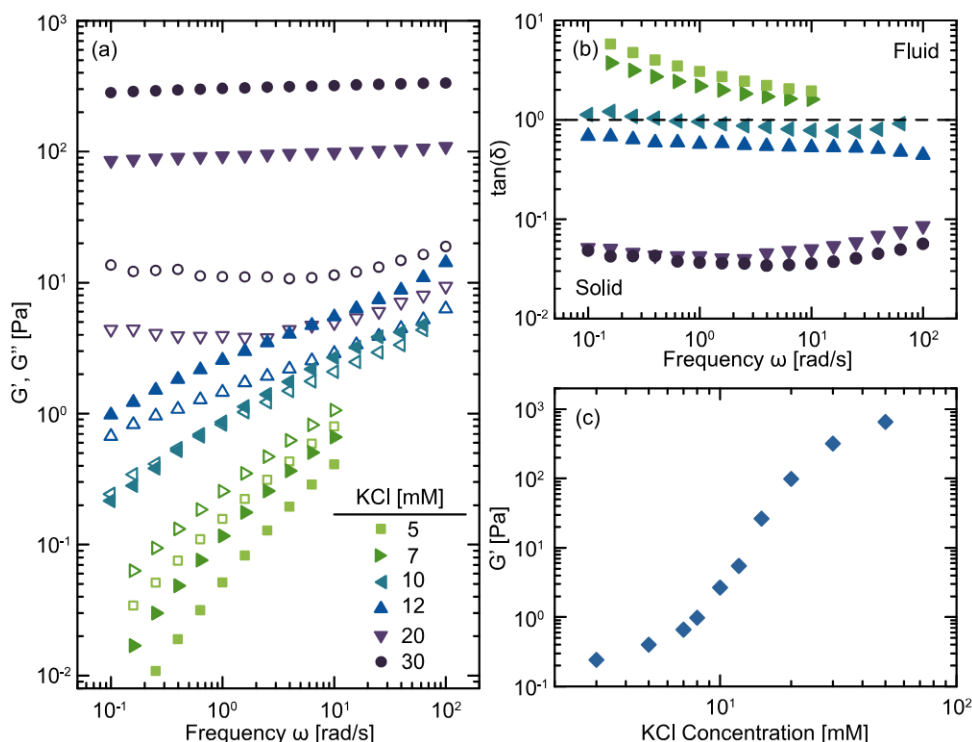 (a)
G', G" [Pa]
10³
10²
10¹
10⁰
10⁻¹
10⁻²
10⁻¹ 10⁰ 10¹ 10²
Frequency ω [rad/s]
KCl [mM]
5
7
10
12
20
30
(b)
Fluid
Solid
tan(δ)
10¹
10⁰
10⁻¹
10⁻²
10⁻¹ 10⁰ 10¹ 10²
Frequency ω [rad/s]
(c)
G' [Pa]
10³
10²
10¹
10⁰
10⁻¹
10¹ 10²
KCl Concentration [mM]